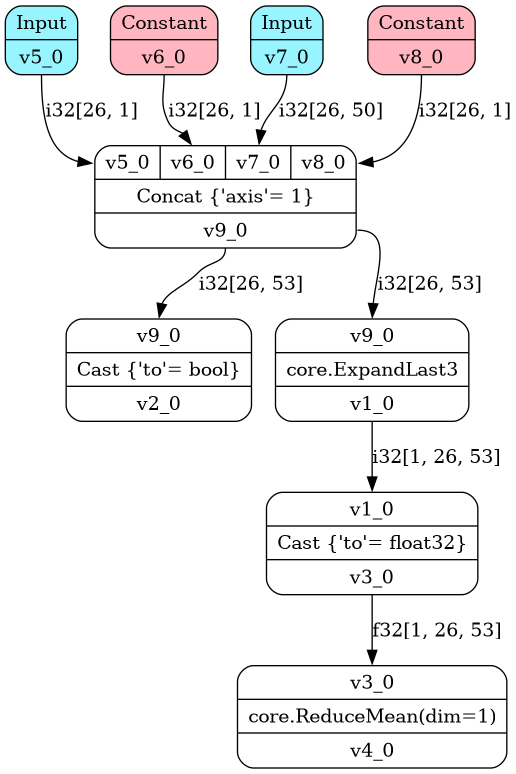 Input
v5_0
Constant
v6_0
Input
v7_0
Constant
v8_0
i32[26, 1]
i32[26, 1]
i32[26, 50]
i32[26, 1]
v5_0 v6_0 v7_0 v8_0
Concat {'axis'= 1}
v9_0
i32[26, 53]
i32[26, 53]
v9_0
Cast {'to'= bool}
v2_0
v9_0
core.ExpandLast3
v1_0
i32[1, 26, 53]
v1_0
Cast {'to'= float32}
v3_0
f32[1, 26, 53]
v3_0
core.ReduceMean(dim=1)
v4_0